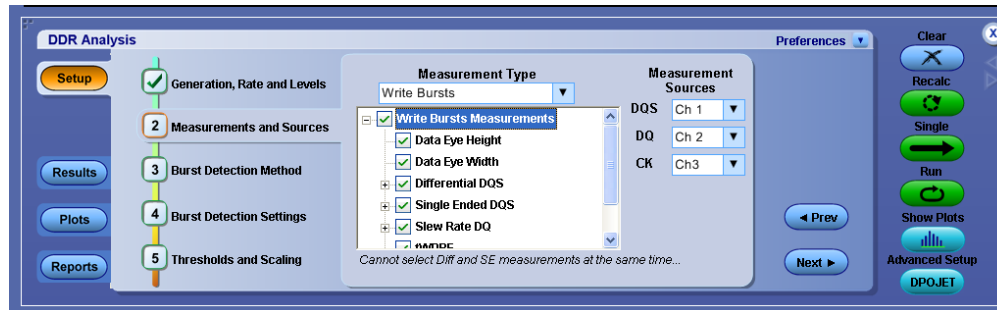 DDR Analysis
Preferences
Clear
X
Setup
Generation, Rate and Levels
Measurement Type
Write Bursts
Measurement
Sources
Recalc
2 Measurements and Sources
Write Bursts Measurements
DQS Ch 1
Data Eye Height
DQ Ch 2
Single
Data Eye Width
CK Ch3
Results
3 Burst Detection Method
Differential DQS
Run
Single Ended DQS
Plots
4 Burst Detection Settings
Slew Rate DQ
◄ Prev
Show Plots
Reports
5 Thresholds and Scaling
Cannot select Diff and SE measurements at the same time...
Next ►
Advanced Setup
DPOJET